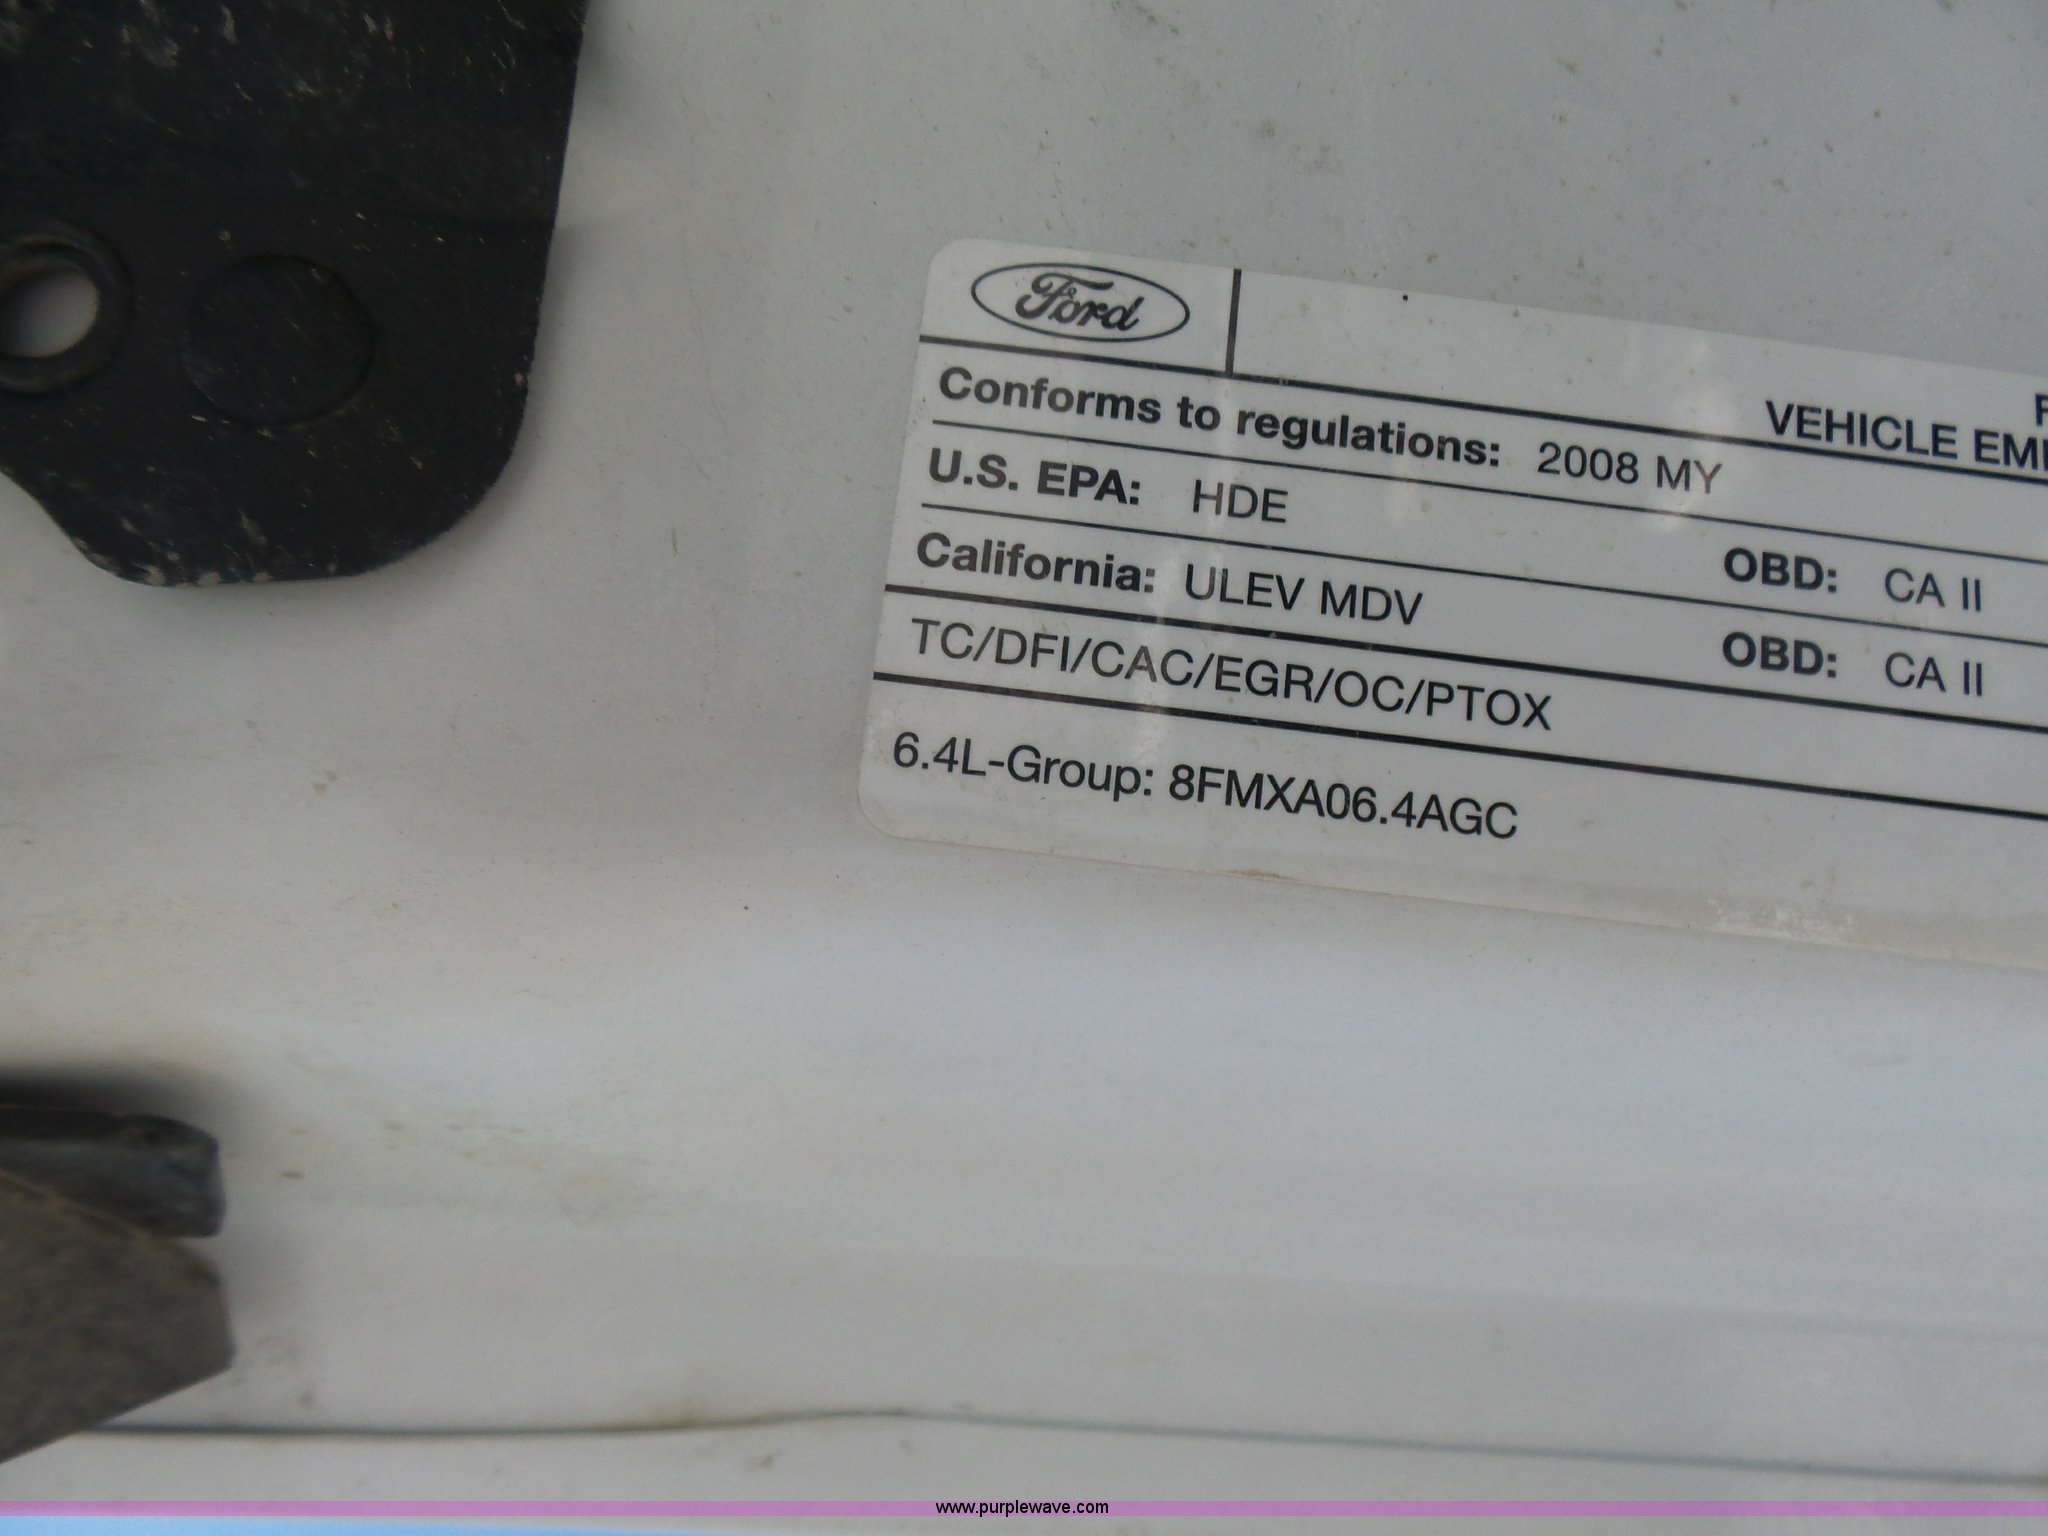 Ford
VEHICLE
Conforms to regulations: 2008 MY
U.S. EPA: HDE OBD: CA II
California: ULEV MDV OBD: CA II
TC/DFI/CAC/EGR/OC/PTOX
6.4L-Group: 8FMXA06.4AGC
www.purplewave.com